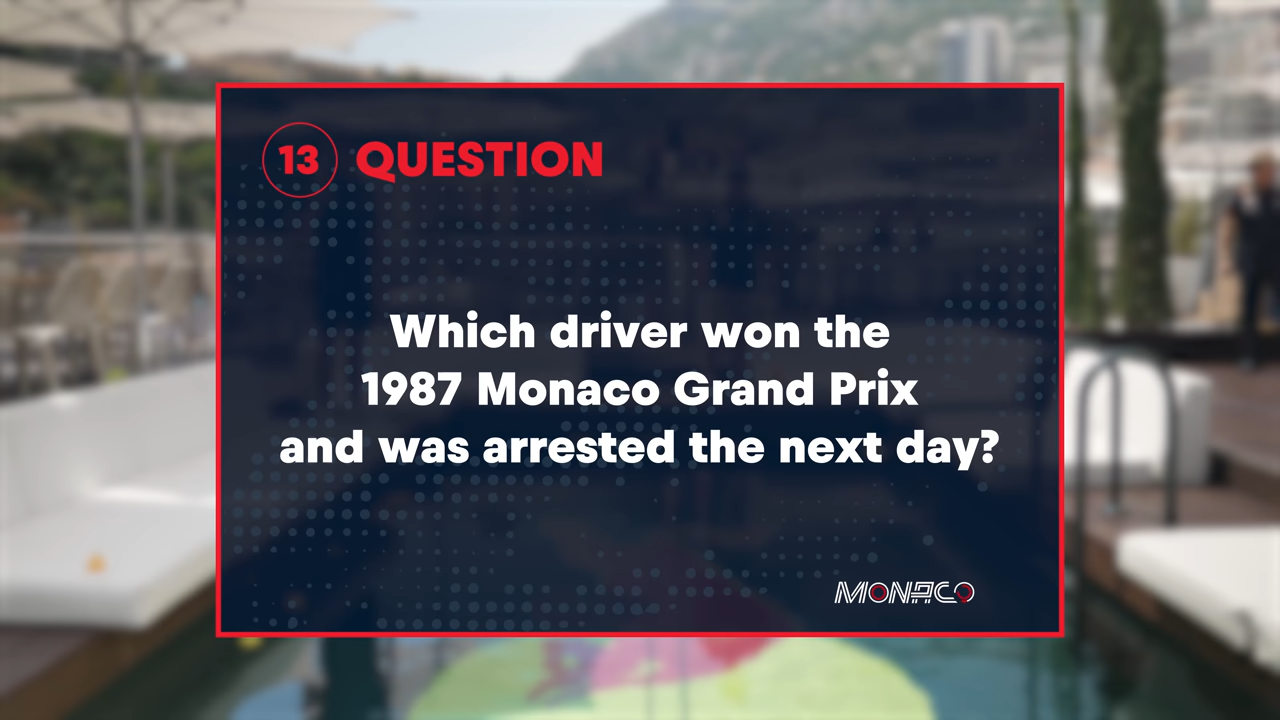 13 QUESTION
Which driver won the
1987 Monaco Grand Prix
and was arrested the next day?
MONACO